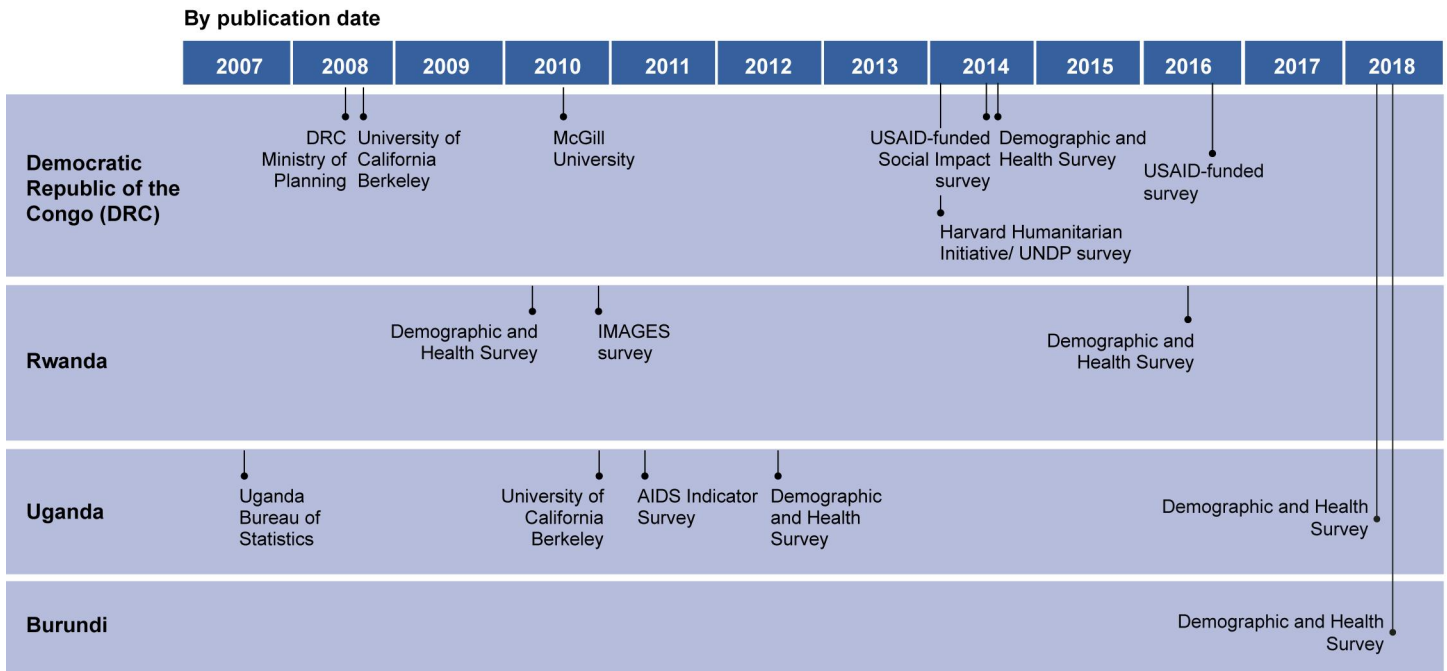 By publication date
2007 2008 2009 2010 2011 2012 2013 2014 2015 2016 2017 2018
Democratic
Republic of the
Congo (DRC)
DRC
Ministry of
Planning
University of
California
Berkeley
McGill
University
USAID-funded
Social Impact
survey
Demographic and
Health Survey
Harvard Humanitarian
Initiative/ UNDP survey
USAID-funded
survey
Rwanda
Demographic and
Health Survey
IMAGES
survey
Demographic and
Health Survey
Uganda
Uganda
Bureau of
Statistics
University of
California
Berkeley
AIDS Indicator
Survey
Demographic
and Health
Survey
Demographic and Health
Survey
Burundi
Demographic and Health
Survey